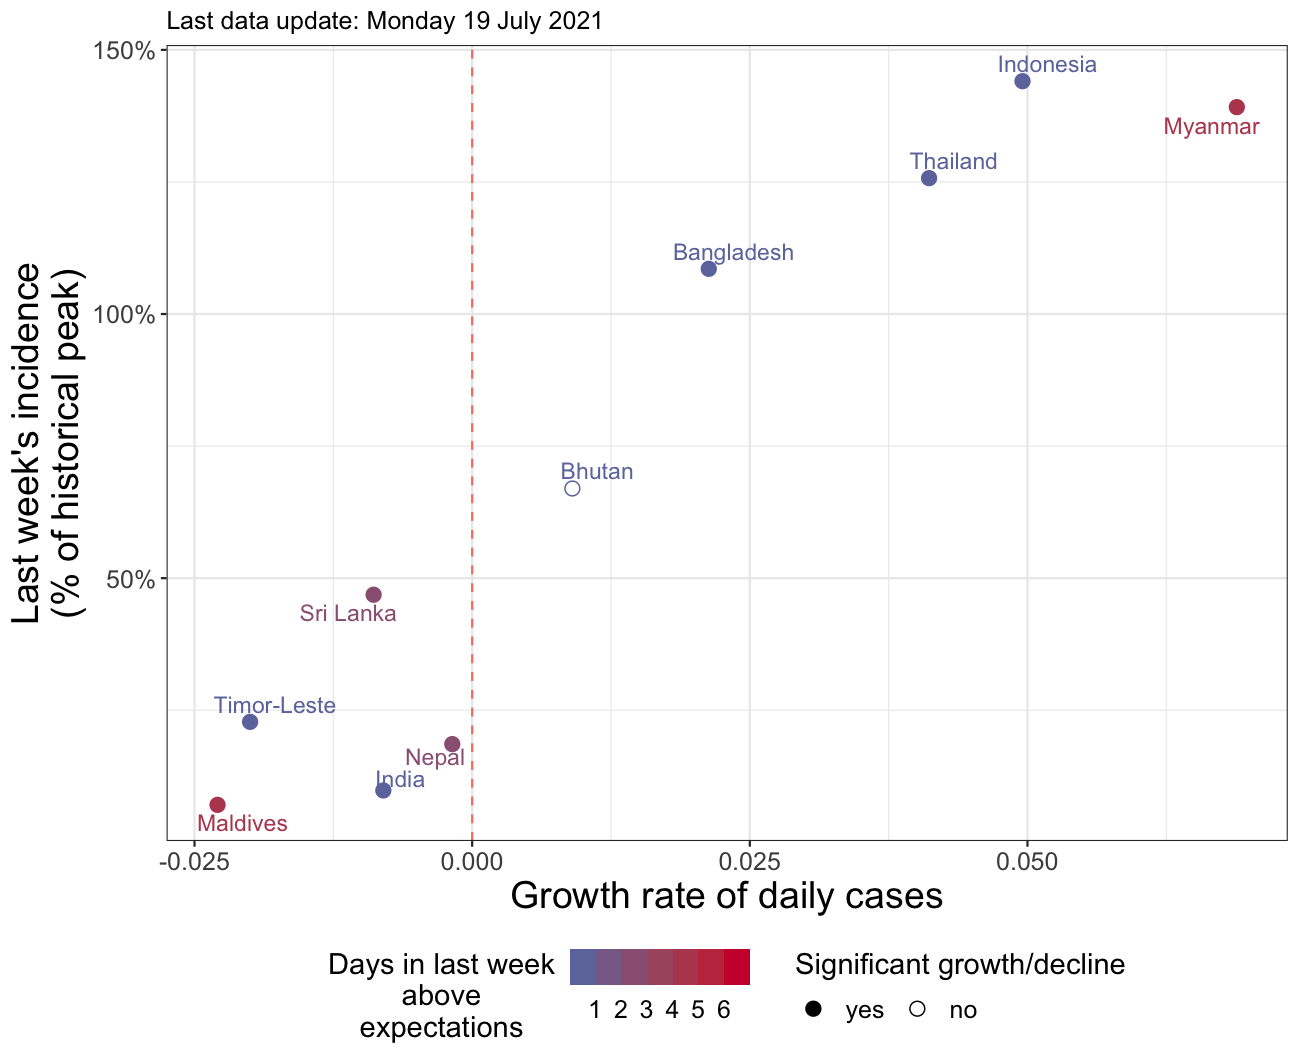 Last data update: Monday 19 July 2021
150%
100%
50%
Last week's incidence
(% of historical peak)
Indonesia
Myanmar
Thailand
Bangladesh
Bhutan
Sri Lanka
Timor-Leste
Nepal
India
Maldives
-0.025 0.000 0.025 0.050
Growth rate of daily cases
Days in last week
above
expectations
1 2 3 4 5 6
Significant growth/decline
yes no